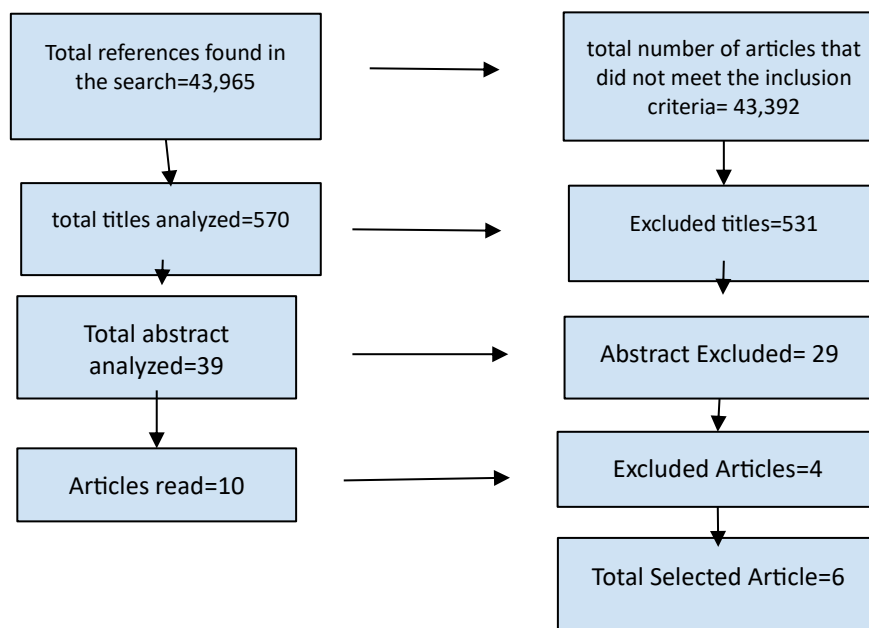 Total references found in
the search=43,965
total number of articles that
did not meet the inclusion
criteria= 43,392
total titles analyzed=570
Excluded titles=531
Total abstract
analyzed=39
Abstract Excluded= 29
Articles read=10
Excluded Articles=4
Total Selected Article=6